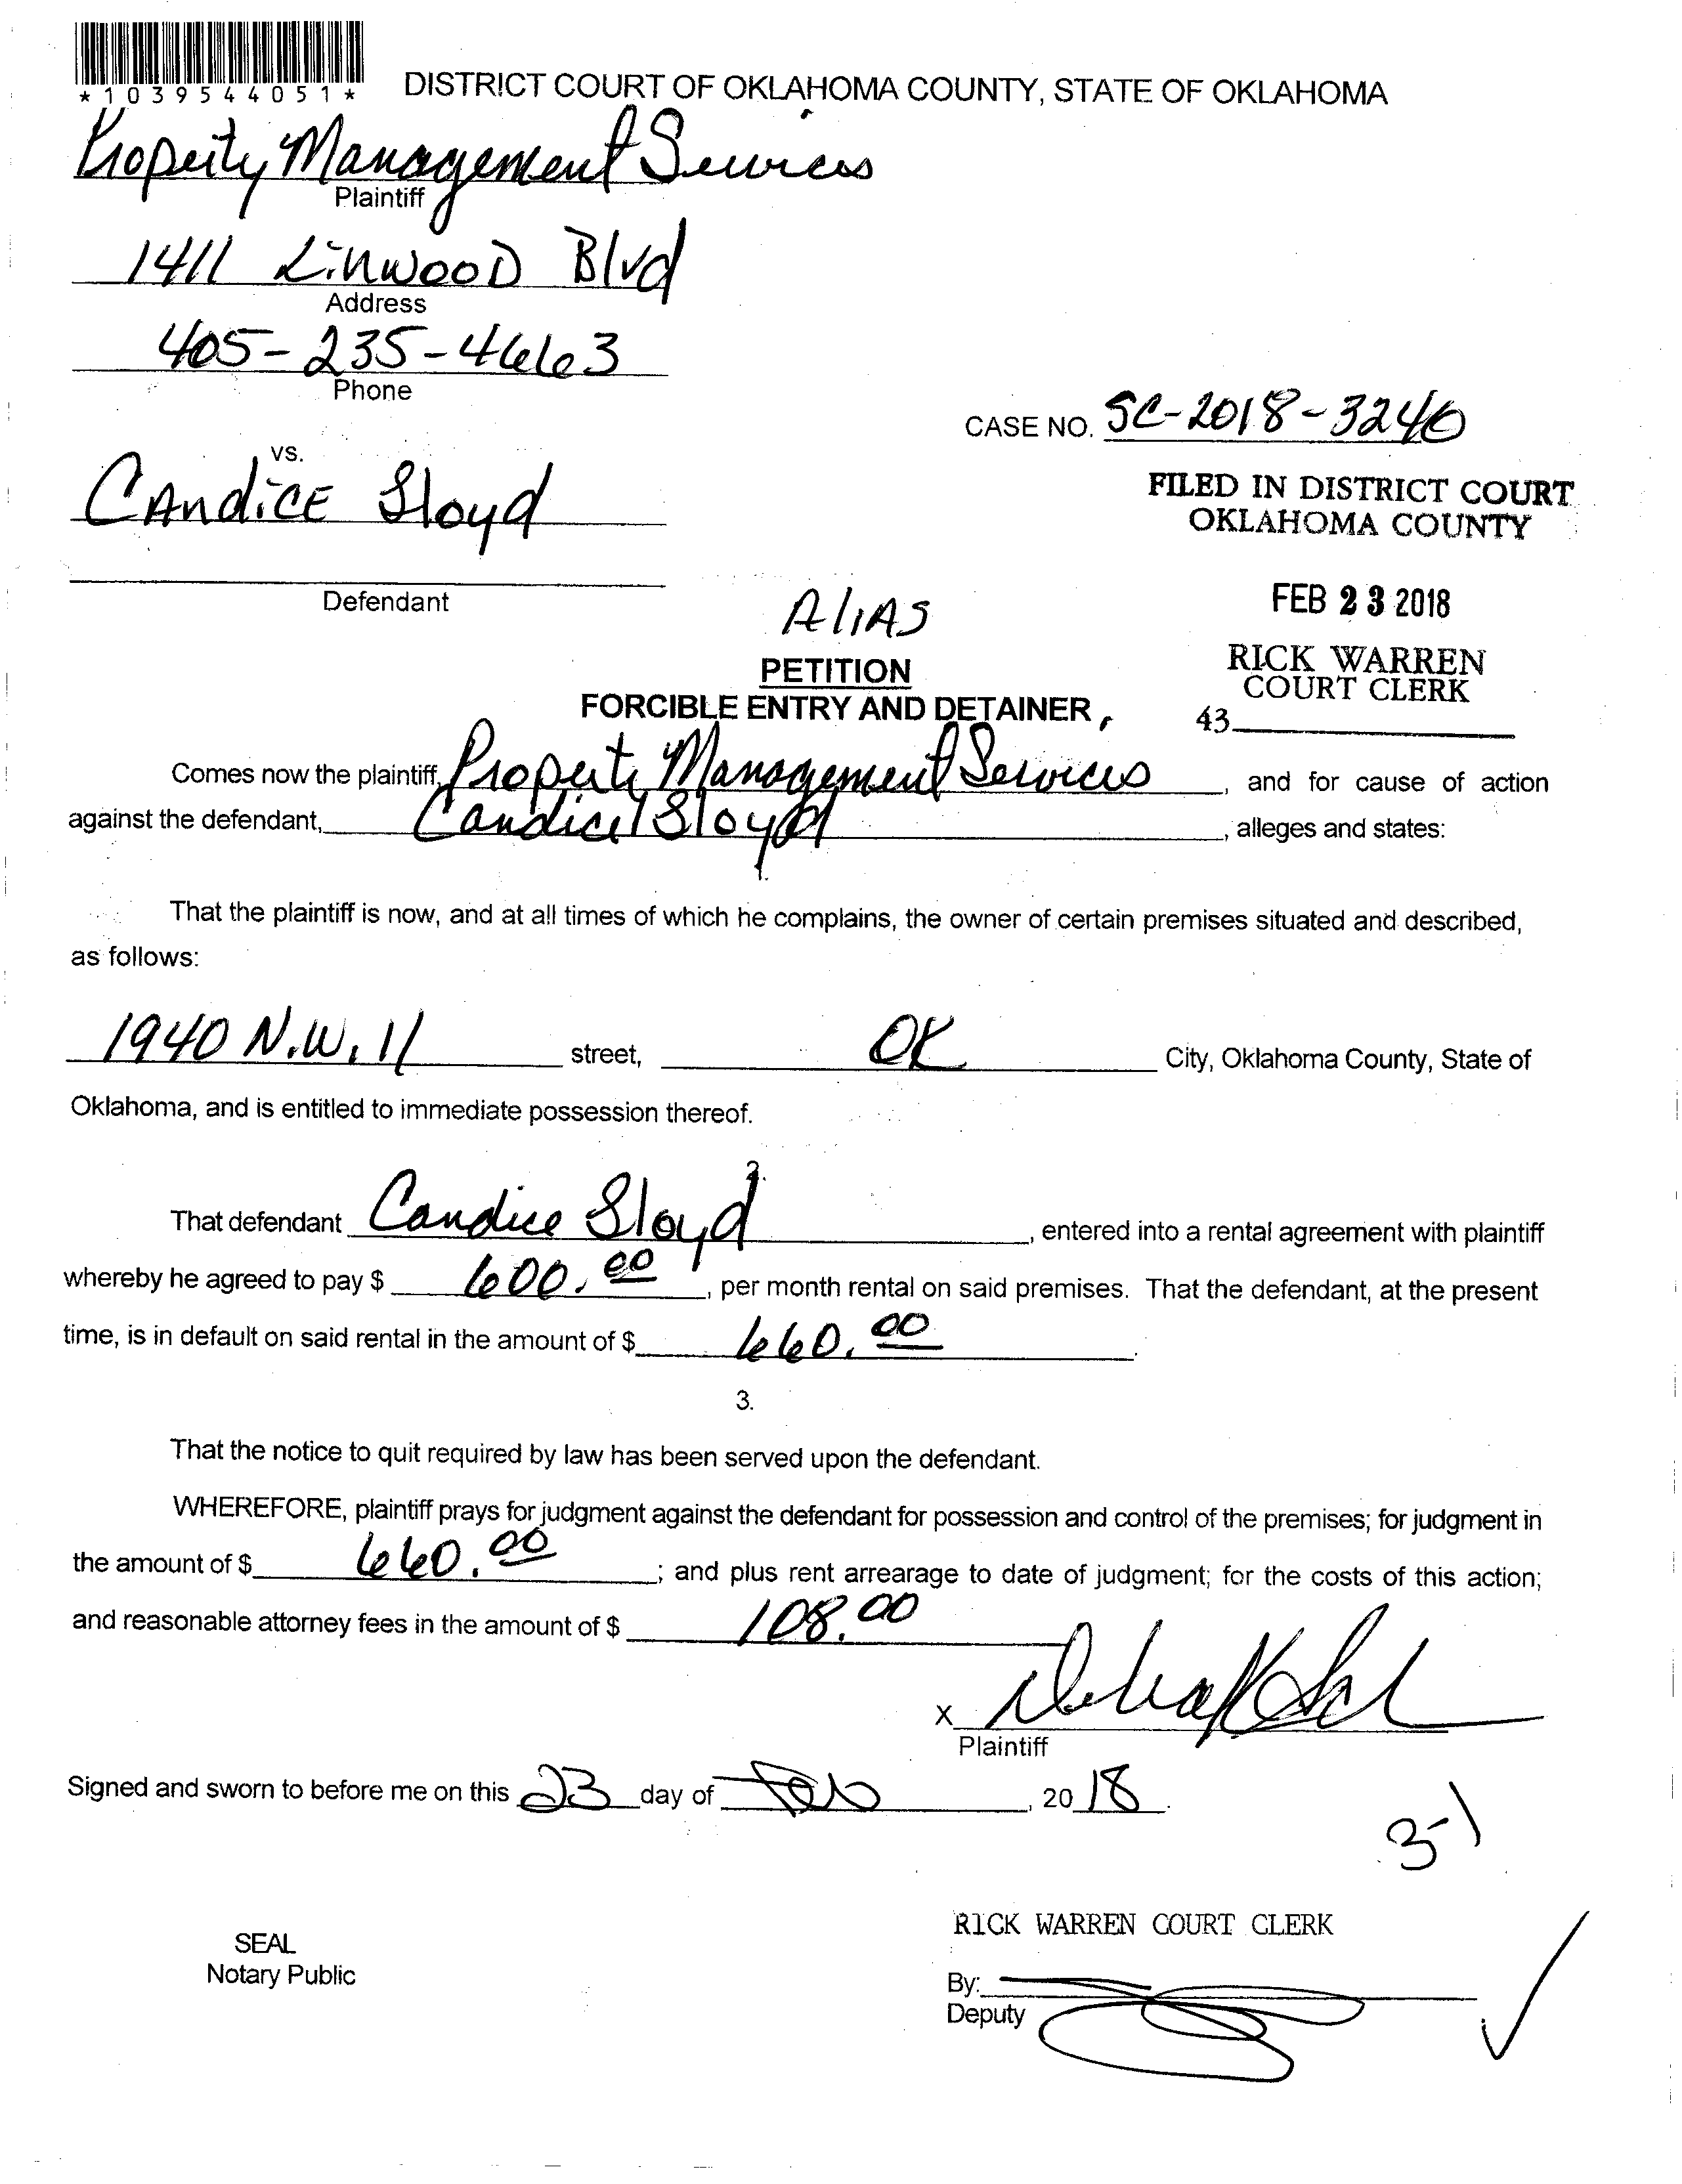 *1039544051*
DISTRICT COURT OF OKLAHOMA COUNTY, STATE OF OKLAHOMA
Property Management Services
Plaintiff
1411 LinwooD Blvd
Address
405-235-4663
Phone
CASE NO. SC-2018-3246
vs.
CAndiCE Sloyd
FILED IN DISTRICT COURT
OKLAHOMA COUNTY
Defendant
FEB 23 2018
AliAS
RICK WARREN
COURT CLERK
PETITION
FORCIBLE ENTRY AND DETAINER
43
Comes now the plaintiff, Property Management Services, and for cause of action
against the defendant, Candice Sloyd, alleges and states:
1.
That the plaintiff is now, and at all times of which he complains, the owner of certain premises situated and described,
as follows:
1940 N.W. 11 street, OK City, Oklahoma County, State of
Oklahoma, and is entitled to immediate possession thereof.
2.
That defendant Candice Sloyd, entered into a rental agreement with plaintiff
whereby he agreed to pay $ 600.00, per month rental on said premises. That the defendant, at the present
time, is in default on said rental in the amount of $ 660.00.
3.
That the notice to quit required by law has been served upon the defendant.
WHEREFORE, plaintiff prays for judgment against the defendant for possession and control of the premises; for judgment in
the amount of $ 660.00; and plus rent arrearage to date of judgment; for the costs of this action;
and reasonable attorney fees in the amount of $ 108.00
X
Plaintiff
Signed and sworn to before me on this 23 day of Feb, 2018.
3-1
RICK WARREN COURT CLERK
SEAL
Notary Public
By:
Deputy